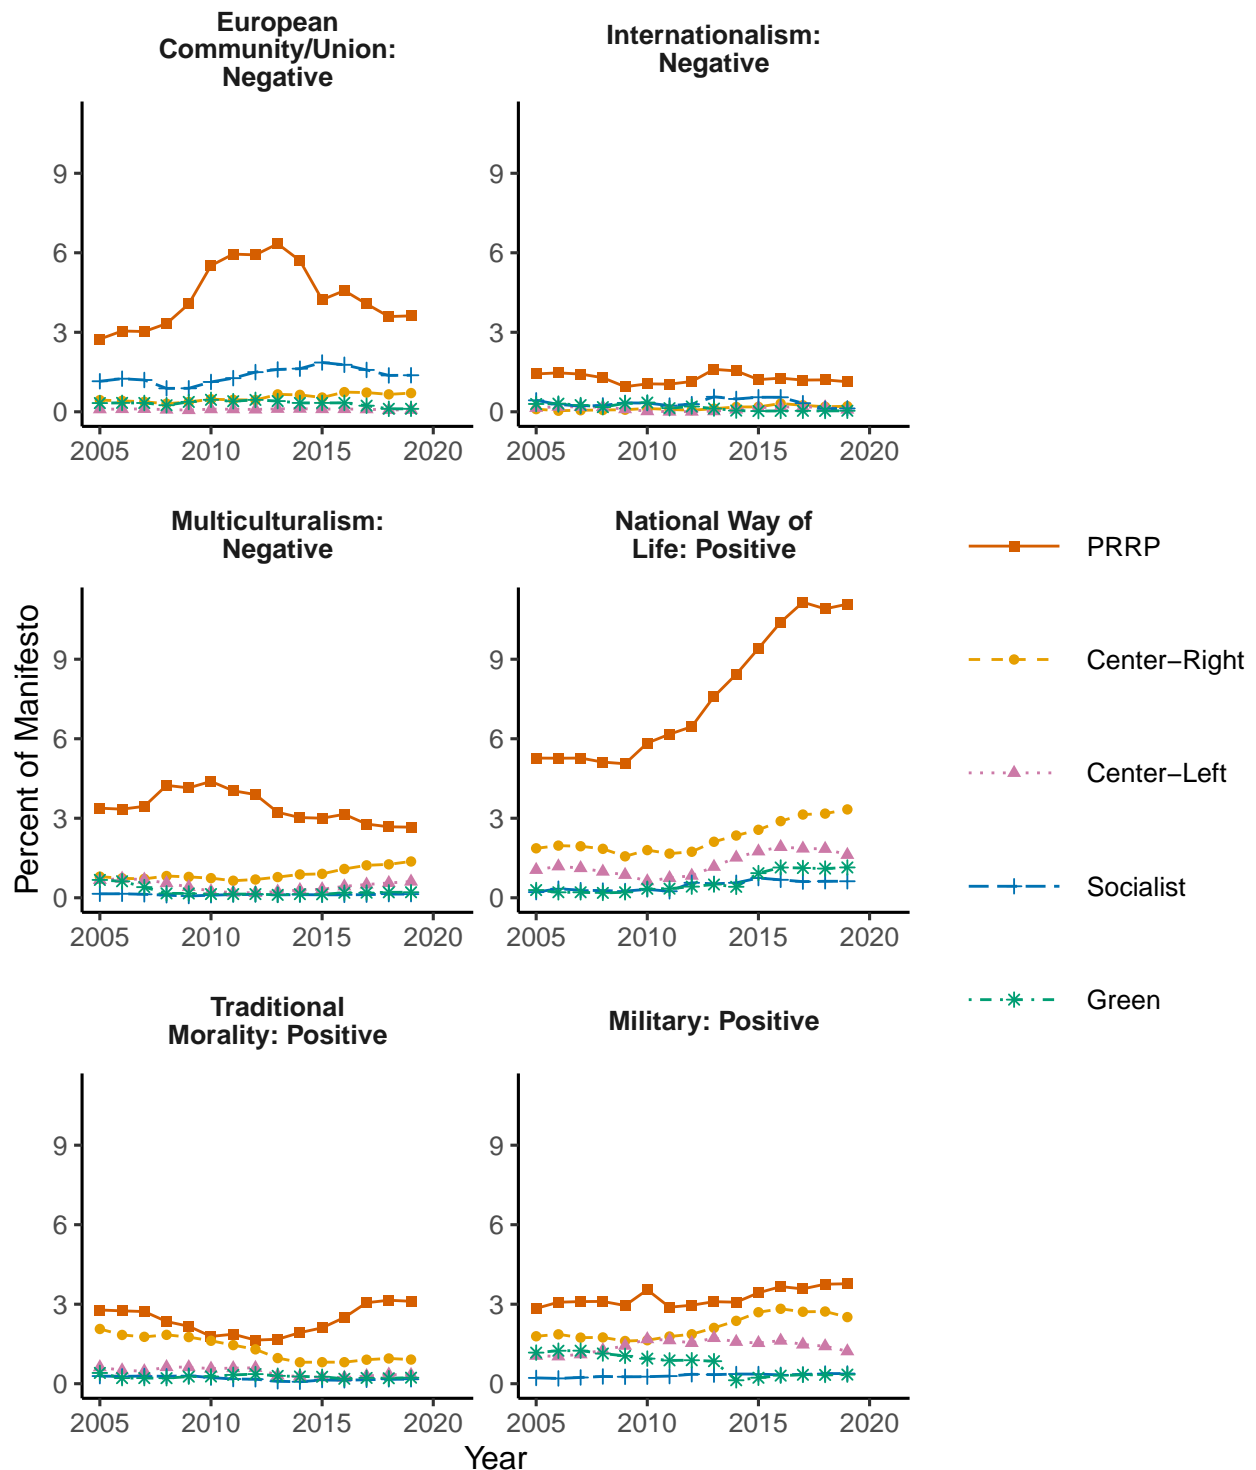 European
Community/Union:
Negative
Internationalism:
Negative
9
6
3
0
2005 2010 2015 2020
9
6
3
0
2005 2010 2015 2020
Multiculturalism:
Negative
National Way of
Life: Positive
9
6
3
0
2005 2010 2015 2020
9
6
3
0
2005 2010 2015 2020
Traditional
Morality: Positive
Military: Positive
9
6
3
0
2005 2010 2015 2020
9
6
3
0
2005 2010 2015 2020
Percent of Manifesto
Year
PRRP
Center−Right
Center−Left
Socialist
Green